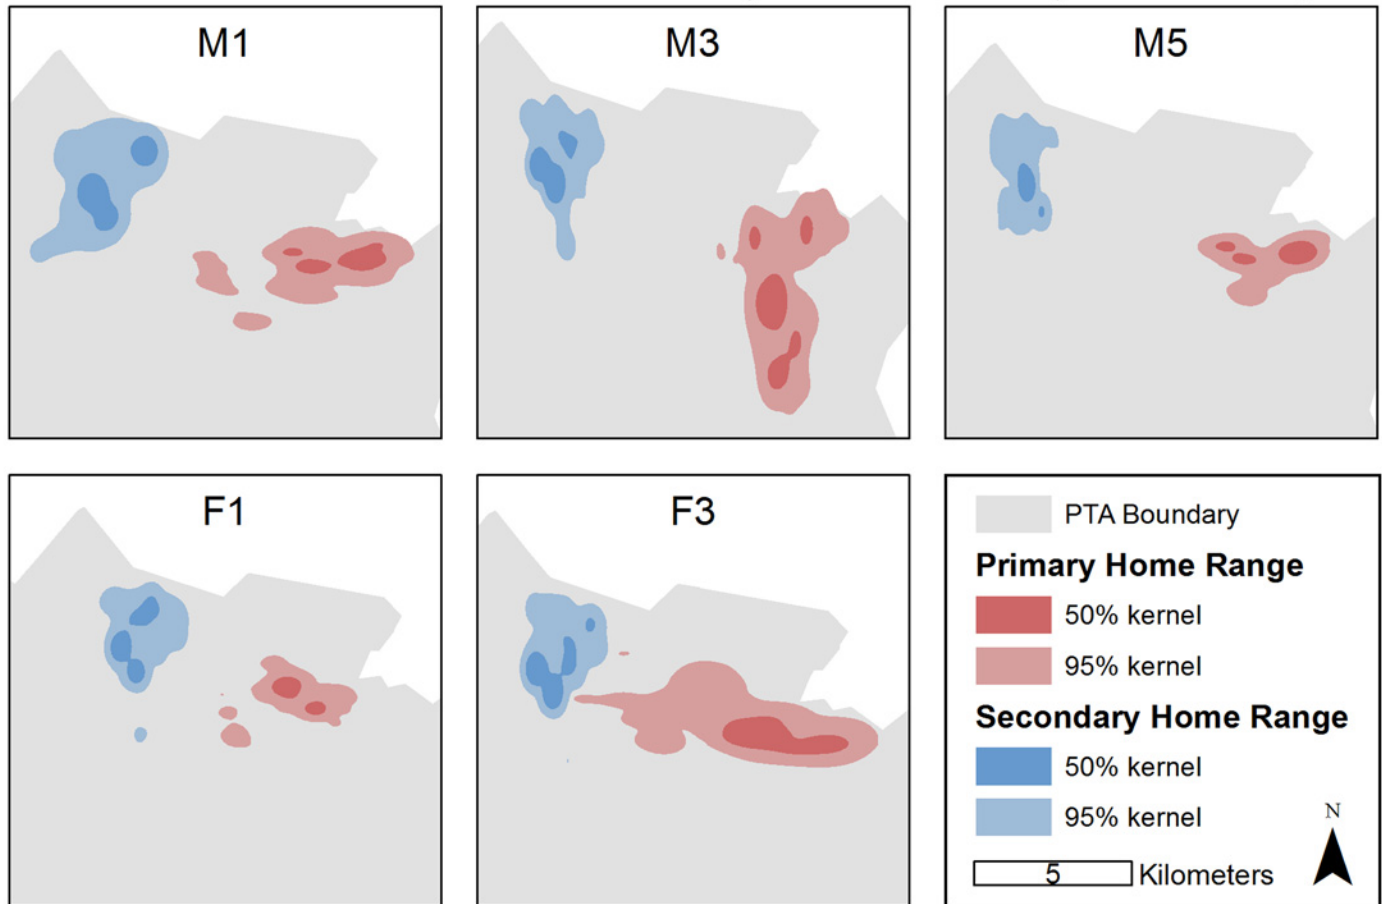 M1
M3
M5
F1
F3
PTA Boundary
Primary Home Range
50% kernel
95% kernel
Secondary Home Range
50% kernel
95% kernel
N
5 Kilometers